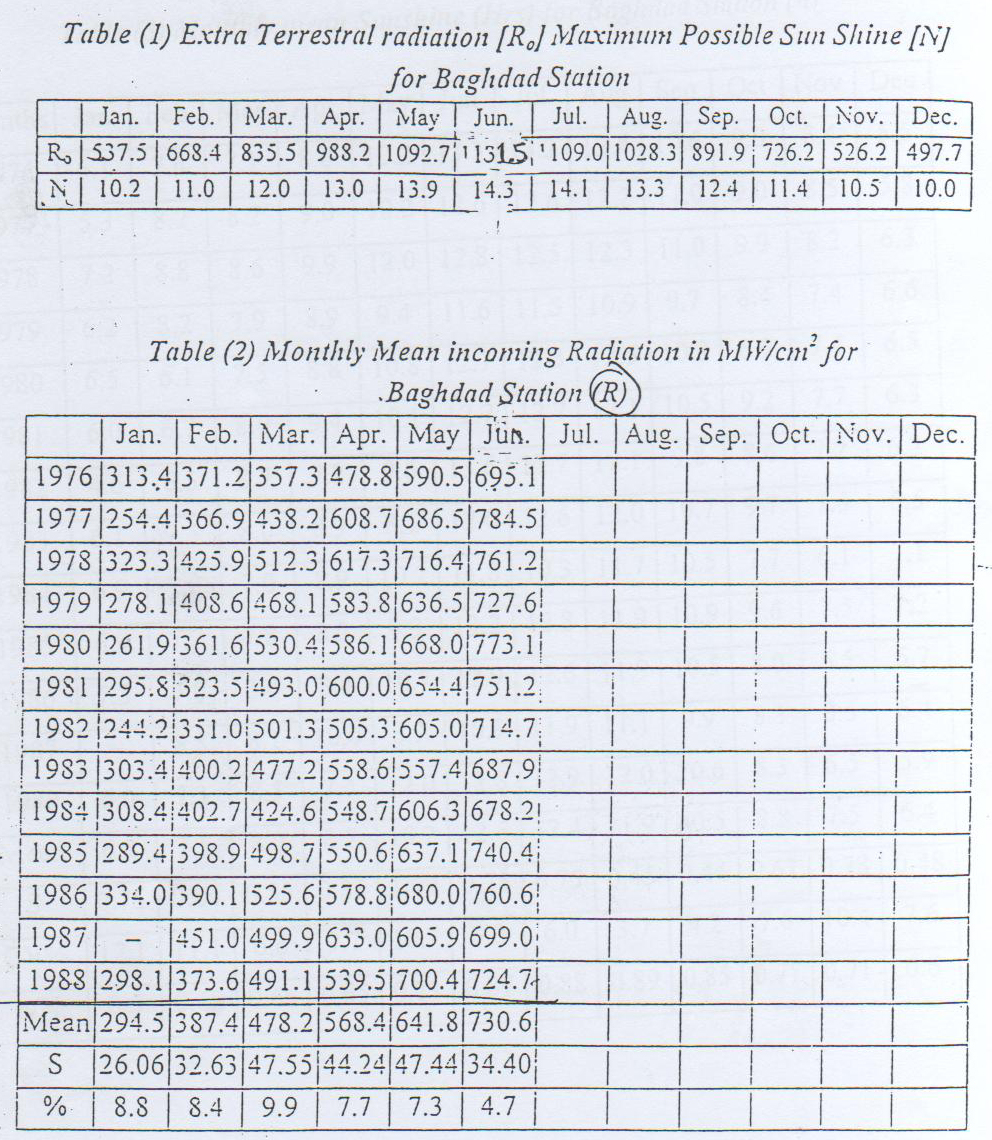 Table (1) Extra Terrestral radiation [R₀] Maximum Possible Sun Shine [N]
for Baghdad Station
Jan. Feb. Mar. Apr. May Jun. Jul. Aug. Sep. Oct. Nov. Dec.
R₀ 537.5 668.4 835.5 988.2 1092.7 1131.5 1109.0 1028.3 891.9 726.2 526.2 497.7
N 10.2 11.0 12.0 13.0 13.9 14.3 14.1 13.3 12.4 11.4 10.5 10.0
Table (2) Monthly Mean incoming Radiation in MW/cm² for
Baghdad Station (R)
Jan. Feb. Mar. Apr. May Jun. Jul. Aug. Sep. Oct. Nov. Dec.
1976 313.4 371.2 357.3 478.8 590.5 695.1
1977 254.4 366.9 438.2 608.7 686.5 784.5
1978 323.3 425.9 512.3 617.3 716.4 761.2
1979 278.1 408.6 468.1 583.8 636.5 727.6
1980 261.9 361.6 530.4 586.1 668.0 773.1
1981 295.8 323.5 493.0 600.0 654.4 751.2
1982 244.2 351.0 501.3 505.3 605.0 714.7
1983 303.4 400.2 477.2 558.6 557.4 687.9
1984 308.4 402.7 424.6 548.7 606.3 678.2
1985 289.4 398.9 498.7 550.6 637.1 740.4
1986 334.0 390.1 525.6 578.8 680.0 760.6
1987 – 451.0 499.9 633.0 605.9 699.0
1988 298.1 373.6 491.1 539.5 700.4 724.7
Mean 294.5 387.4 478.2 568.4 641.8 730.6
S 26.06 32.63 47.55 44.24 47.44 34.40
% 8.8 8.4 9.9 7.7 7.3 4.7